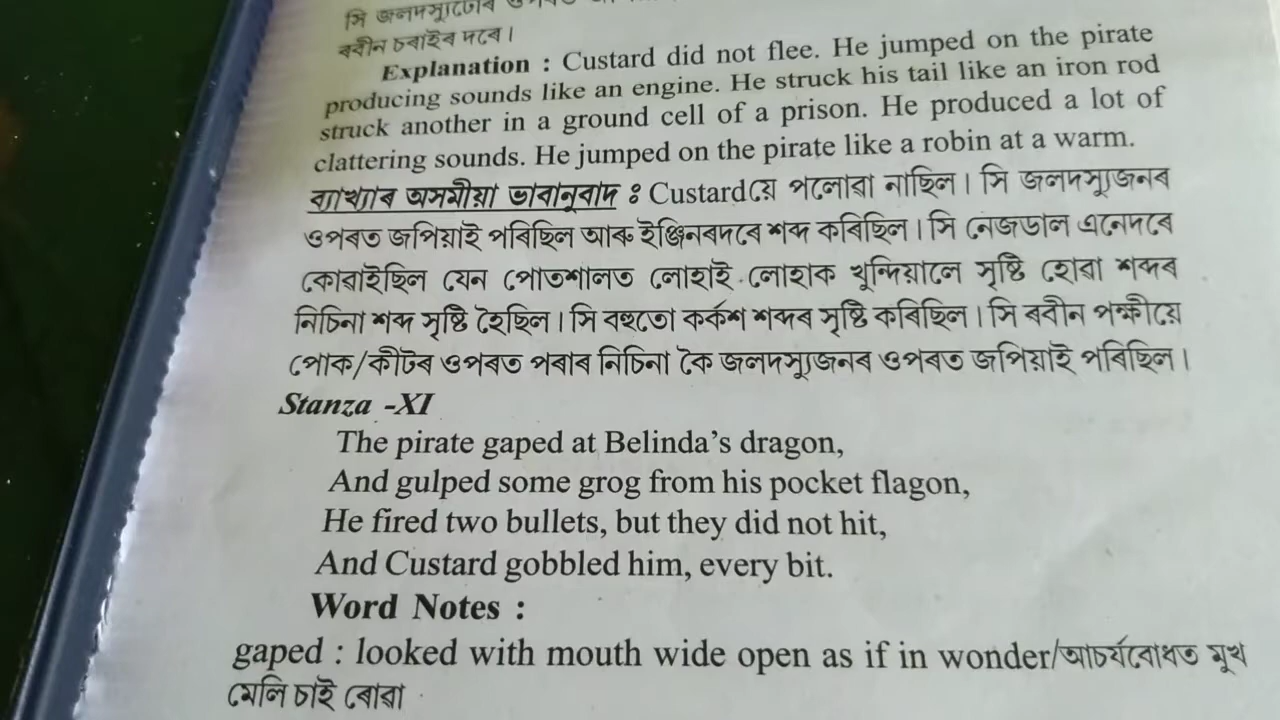 সি জলদস্যুটোৰ ওপৰত
ৰবীন চৰাইৰ দৰে।
Explanation : Custard did not flee. He jumped on the pirate
producing sounds like an engine. He struck his tail like an iron rod
struck another in a ground cell of a prison. He produced a lot of
clattering sounds. He jumped on the pirate like a robin at a warm.
ব্যাখ্যাৰ অসমীয়া ভাবানুবাদ : Custardয়ে পলোৱা নাছিল। সি জলদস্যুজনৰ
ওপৰত জপিয়াই পৰিছিল আৰু ইঞ্জিনৰদৰে শব্দ কৰিছিল। সি নেজডাল এনেদৰে
কোবাইছিল যেন পোতশালত লোহাই লোহাক খুন্দিয়ালে সৃষ্টি হোৱা শব্দৰ
নিচিনা শব্দ সৃষ্টি হৈছিল। সি বহুতো কৰ্কশ শব্দৰ সৃষ্টি কৰিছিল। সি ৰবীন পক্ষীয়ে
পোক/কীটৰ ওপৰত পৰাৰ নিচিনা কৈ জলদস্যুজনৰ ওপৰত জপিয়াই পৰিছিল।
Stanza -XI
The pirate gaped at Belinda’s dragon,
And gulped some grog from his pocket flagon,
He fired two bullets, but they did not hit,
And Custard gobbled him, every bit.
Word Notes :
gaped : looked with mouth wide open as if in wonder/আচৰ্যবোধত মুখ
মেলি চাই ৰোৱা